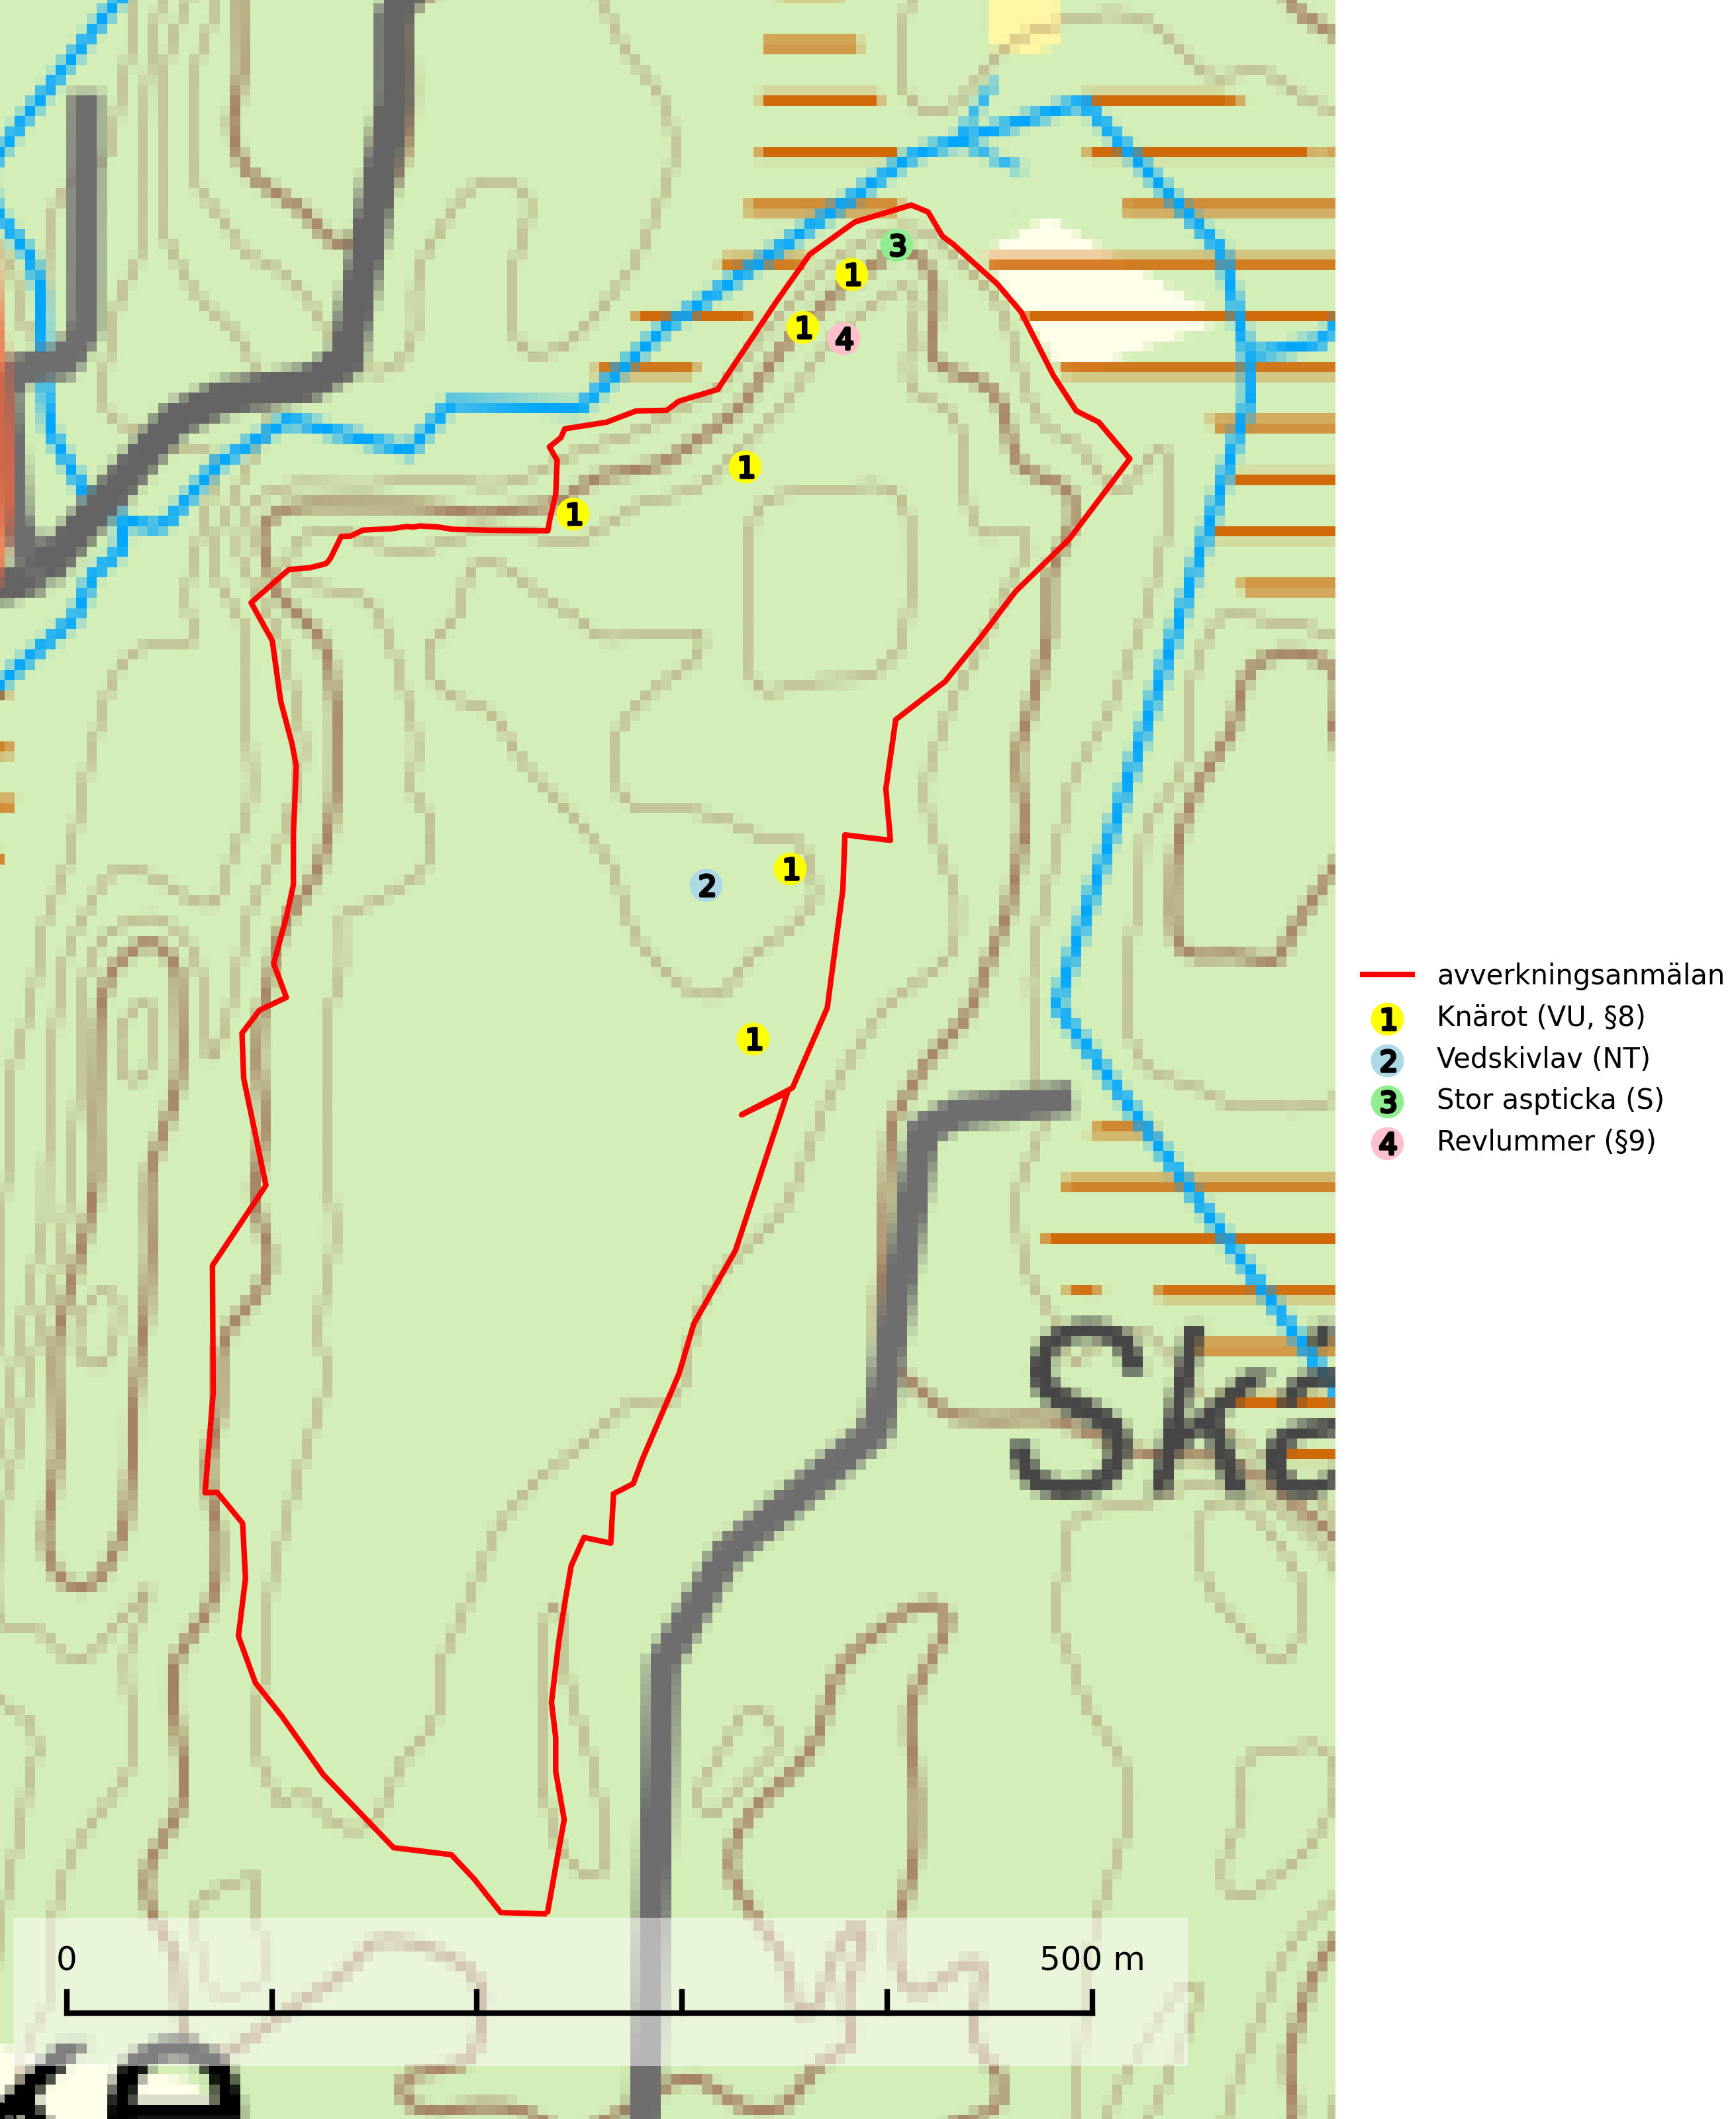 3
1
1
4
1
1
1
2
1
avverkningsanmälan
1 Knärot (VU, §8)
2 Vedskivlav (NT)
3 Stor aspticka (S)
4 Revlummer (§9)
0
500 m